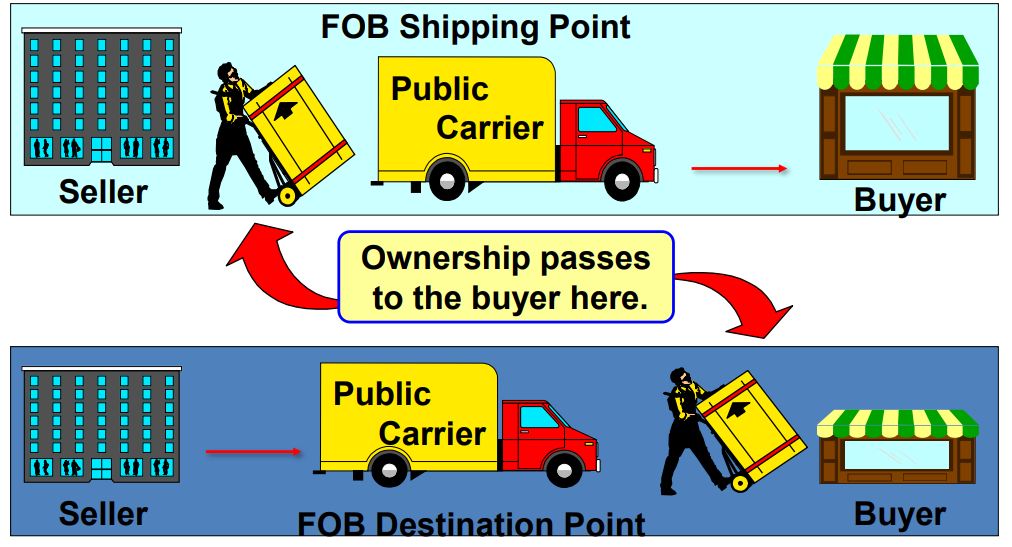 FOB Shipping Point
Public
Carrier
Seller
Buyer
Ownership passes
to the buyer here.
Public
Carrier
Seller
FOB Destination Point
Buyer